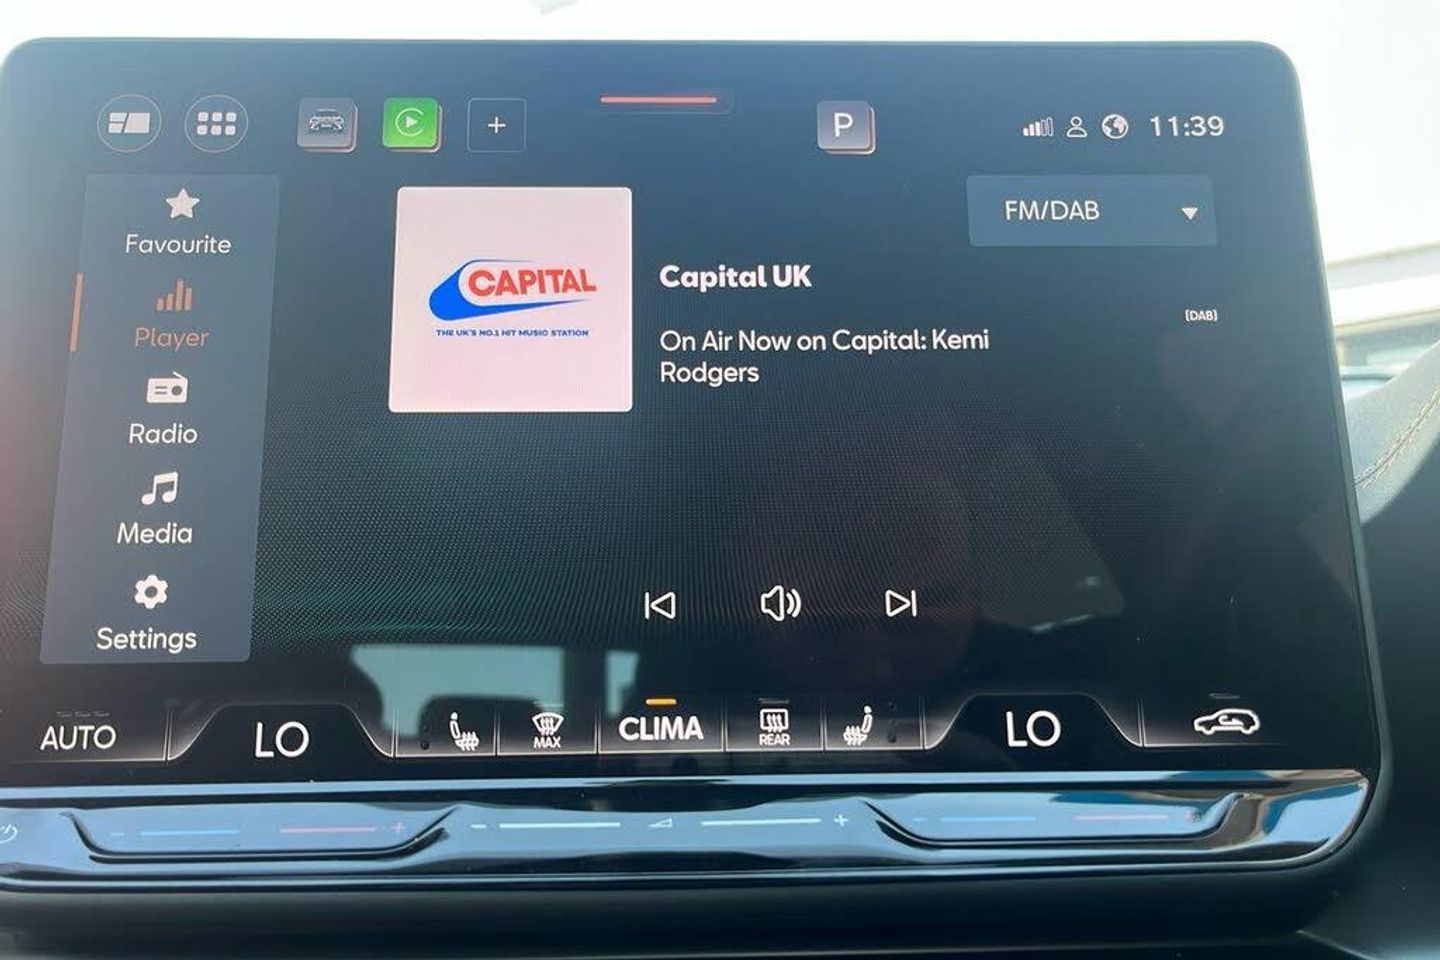 P
11:39
Favourite
Player
Radio
Media
Settings
CAPITAL
THE UK'S NO.1 HIT MUSIC STATION
FM/DAB
Capital UK
(DAB)
On Air Now on Capital: Kemi
Rodgers
AUTO
LO
MAX
CLIMA
REAR
LO